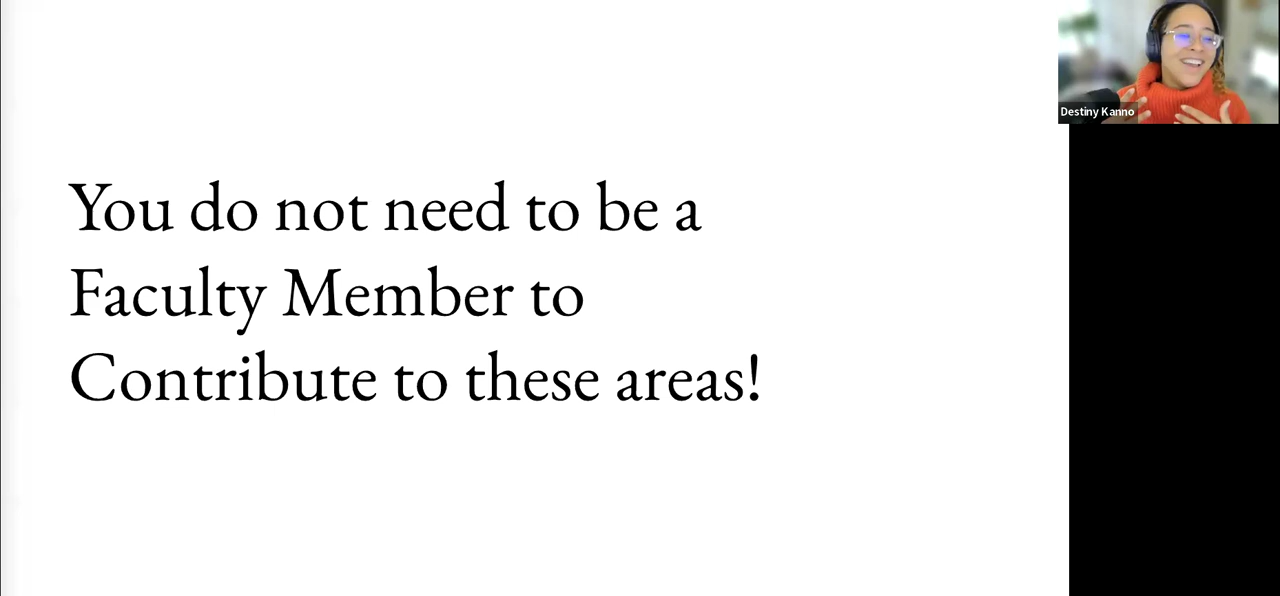 You do not need to be a
Faculty Member to
Contribute to these areas!
Destiny Kanno